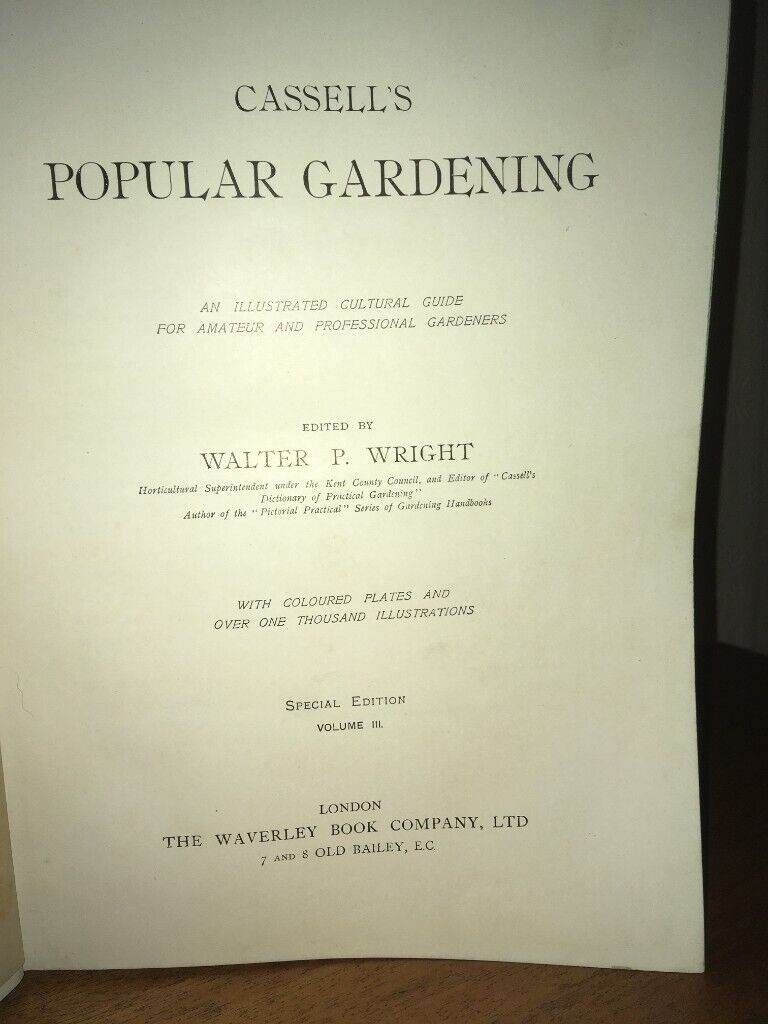 CASSELL'S
POPULAR GARDENING
AN ILLUSTRATED CULTURAL GUIDE
FOR AMATEUR AND PROFESSIONAL GARDENERS
EDITED BY
WALTER P. WRIGHT
Horticultural Superintendent under the Kent County Council, and Editor of "Cassell's
Dictionary of Practical Gardening"
Author of the "Pictorial Practical" Series of Gardening Handbooks
WITH COLOURED PLATES AND
OVER ONE THOUSAND ILLUSTRATIONS
SPECIAL EDITION
VOLUME III.
LONDON
THE WAVERLEY BOOK COMPANY, LTD
7 AND 8 OLD BAILEY, E.C.